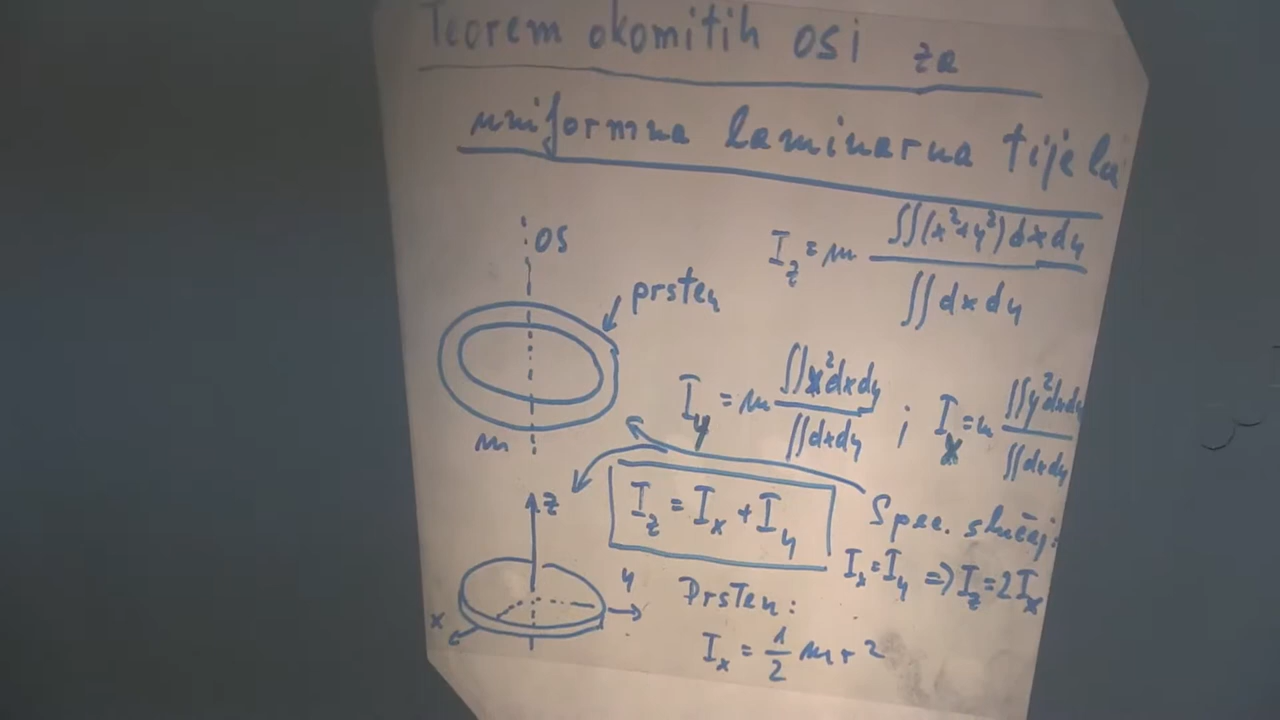 Teorem okomitih osi za
uniformna laminarna tijela
os
I_z = m ∬(x²+y²)dxdy / ∬dxdy
prsten
m
I_y = m ∬x²dxdy / ∬dxdy ; I_x = m ∬y²dxdy / ∬dxdy
I_z = I_x + I_y
Spec. slučaj:
I_x = I_y ⇒ I_z = 2I_x
z
y
x
Prsten:
I_x = 1/2 mr²